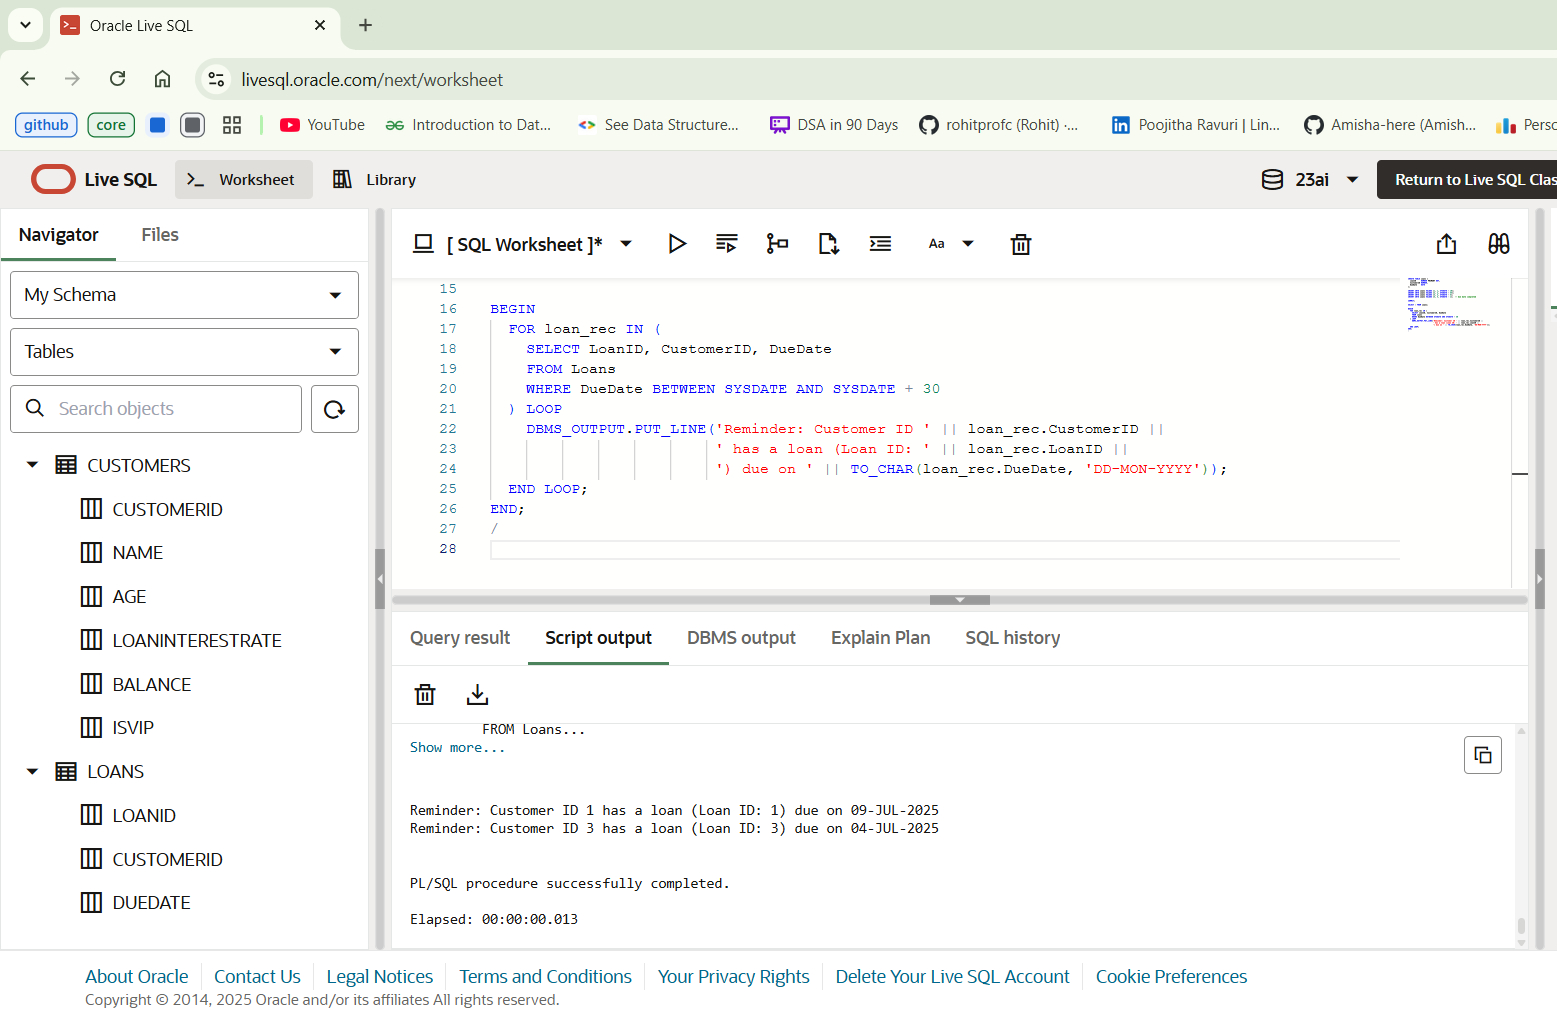 Oracle Live SQL
livesql.oracle.com/next/worksheet
github core YouTube Introduction to Dat... See Data Structure... DSA in 90 Days rohitprofc (Rohit) ·... Poojitha Ravuri | Lin... Amisha-here (Amish... Perso
Live SQL Worksheet Library 23ai Return to Live SQL Clas
Navigator Files
My Schema
Tables
Search objects
CUSTOMERS
CUSTOMERID
NAME
AGE
LOANINTERESTRATE
BALANCE
ISVIP
LOANS
LOANID
CUSTOMERID
DUEDATE
[ SQL Worksheet ]* Aa
15
16 BEGIN
17 FOR loan_rec IN (
18 SELECT LoanID, CustomerID, DueDate
19 FROM Loans
20 WHERE DueDate BETWEEN SYSDATE AND SYSDATE + 30
21 ) LOOP
22 DBMS_OUTPUT.PUT_LINE('Reminder: Customer ID ' || loan_rec.CustomerID ||
23 ' has a loan (Loan ID: ' || loan_rec.LoanID ||
24 ') due on ' || TO_CHAR(loan_rec.DueDate, 'DD-MON-YYYY'));
25 END LOOP;
26 END;
27 /
28
Query result Script output DBMS output Explain Plan SQL history
FROM Loans...
Show more...
Reminder: Customer ID 1 has a loan (Loan ID: 1) due on 09-JUL-2025
Reminder: Customer ID 3 has a loan (Loan ID: 3) due on 04-JUL-2025
PL/SQL procedure successfully completed.
Elapsed: 00:00:00.013
About Oracle Contact Us Legal Notices Terms and Conditions Your Privacy Rights Delete Your Live SQL Account Cookie Preferences
Copyright © 2014, 2025 Oracle and/or its affiliates All rights reserved.